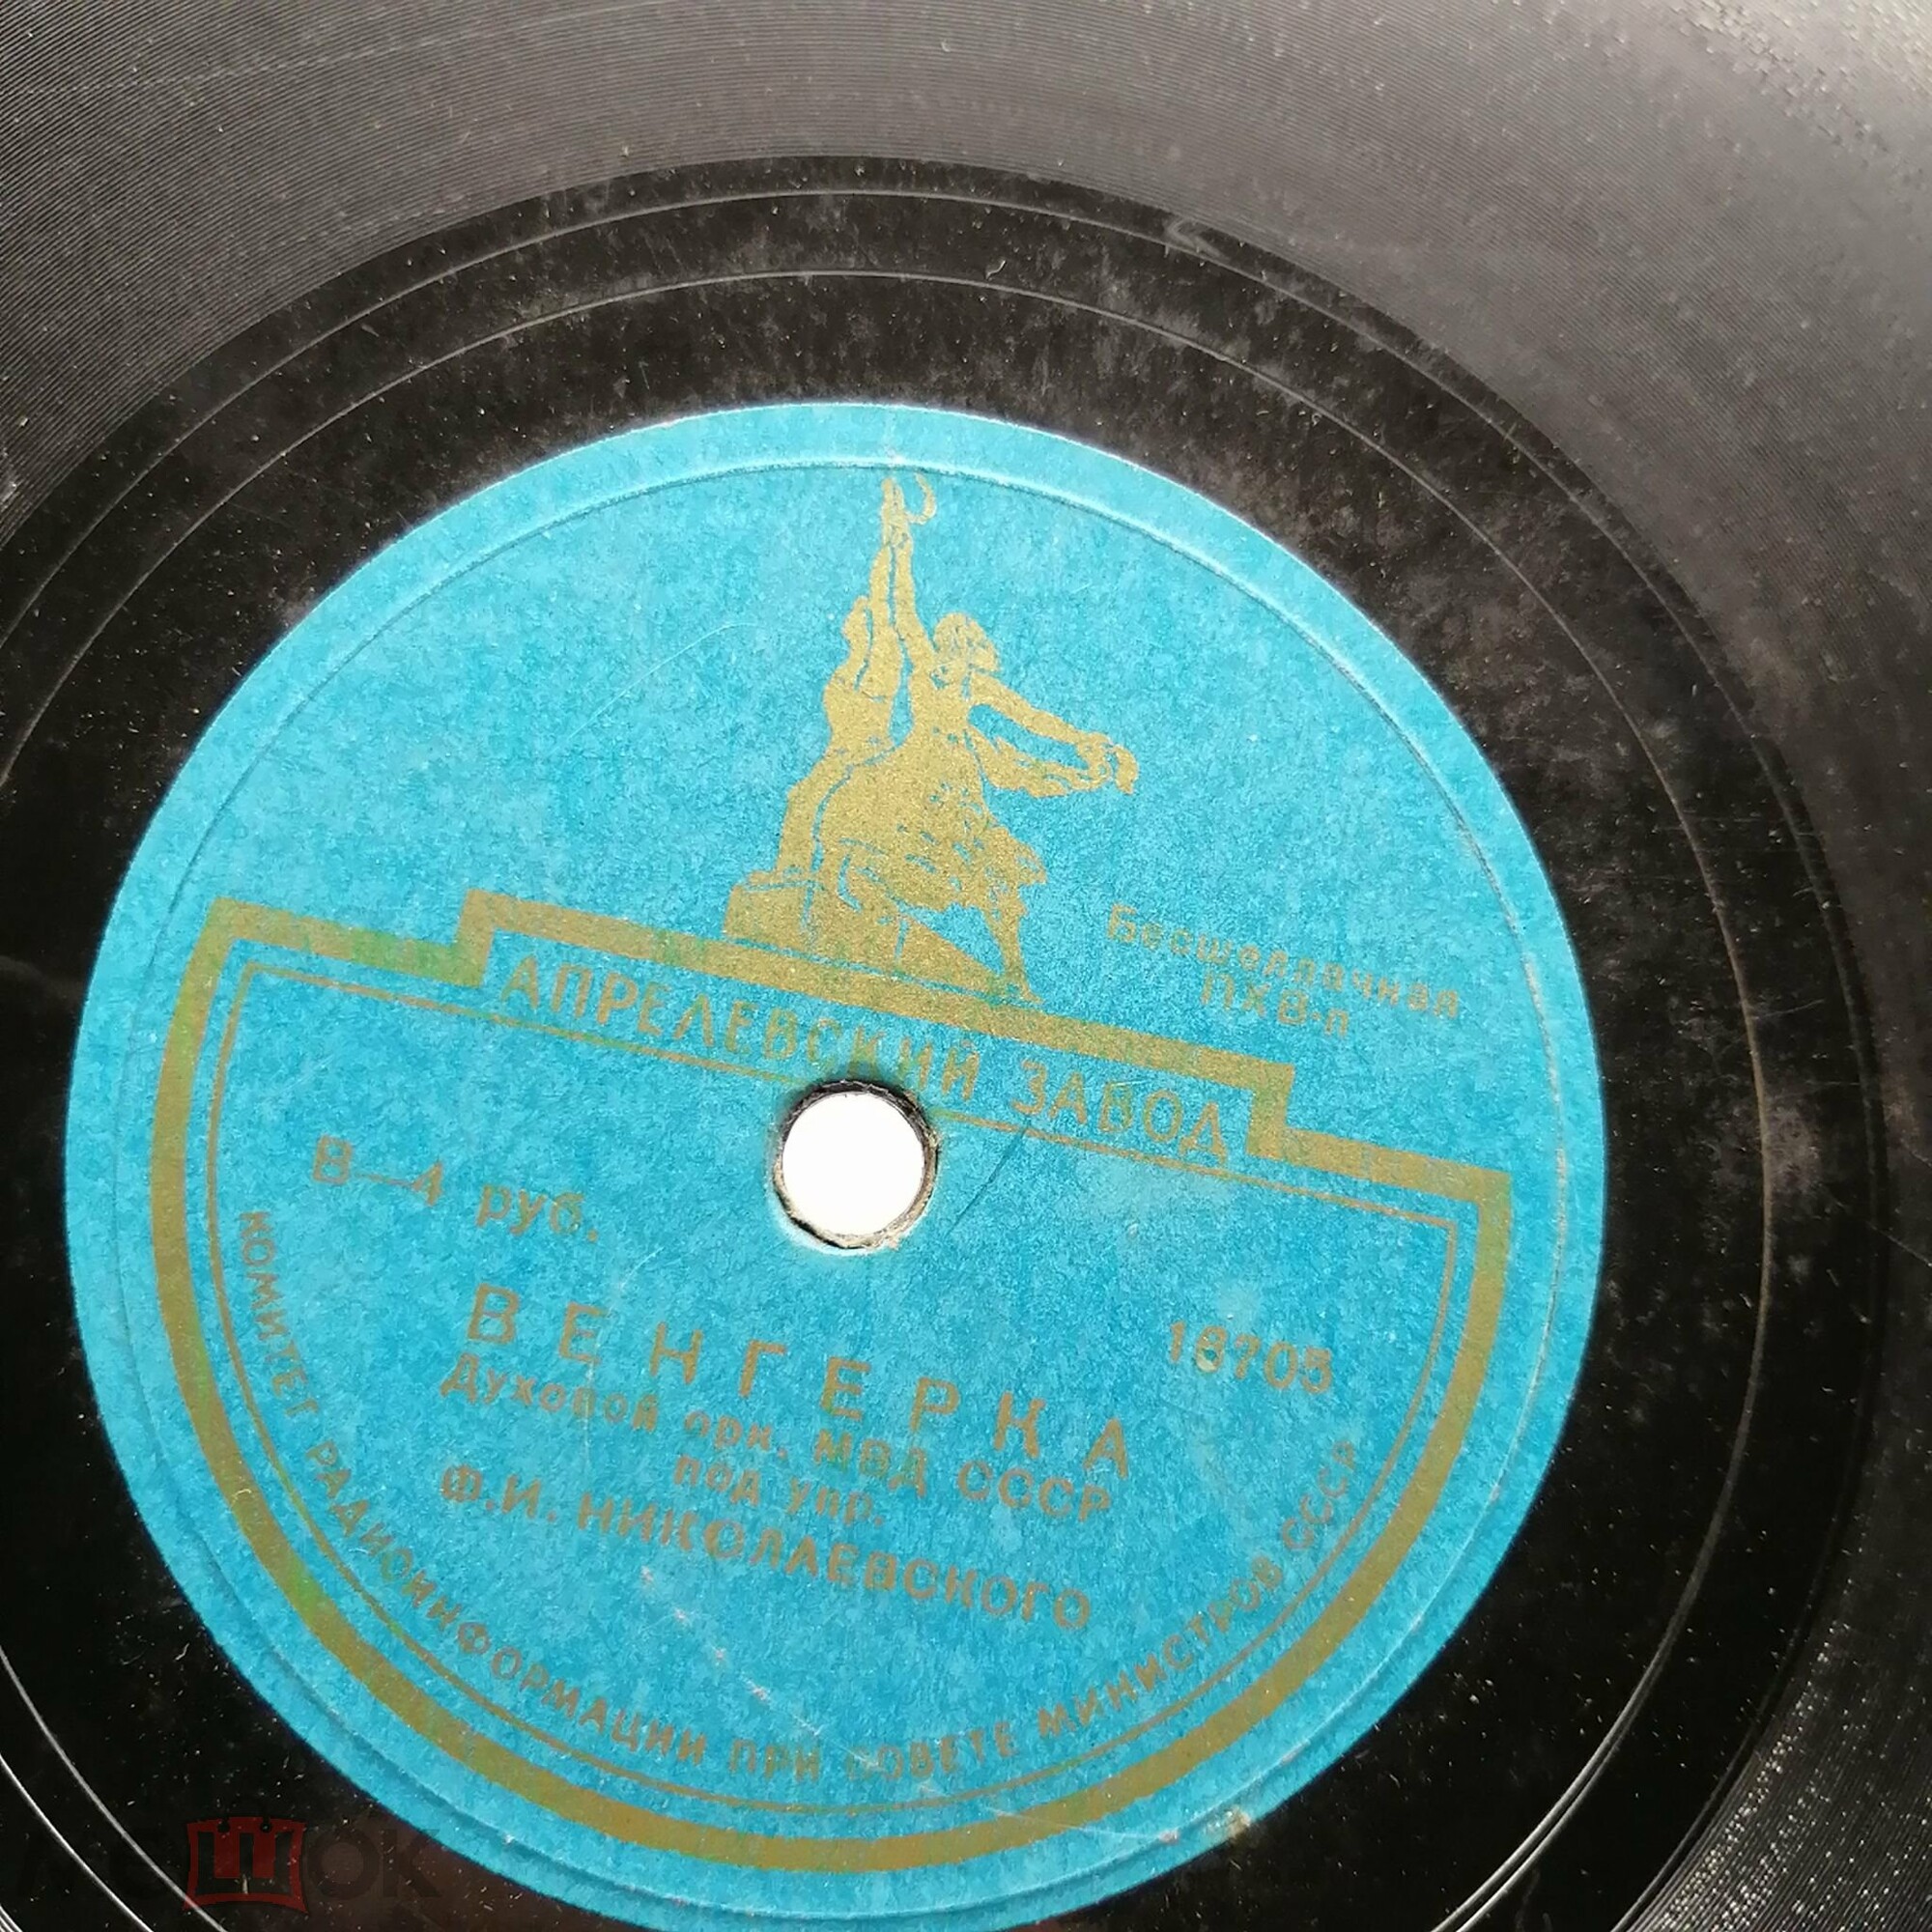 Бесшеллачная
ПХВ-п
АПРЕЛЕВСКИЙ ЗАВОД
В—4 руб.
18705
ВЕНГЕРКА
Духовой орк. МВД СССР
под упр.
Ф.И. НИКОЛАЕВСКОГО
КОМИТЕТ РАДИОИНФОРМАЦИИ ПРИ СОВЕТЕ МИНИСТРОВ СССР
мешок